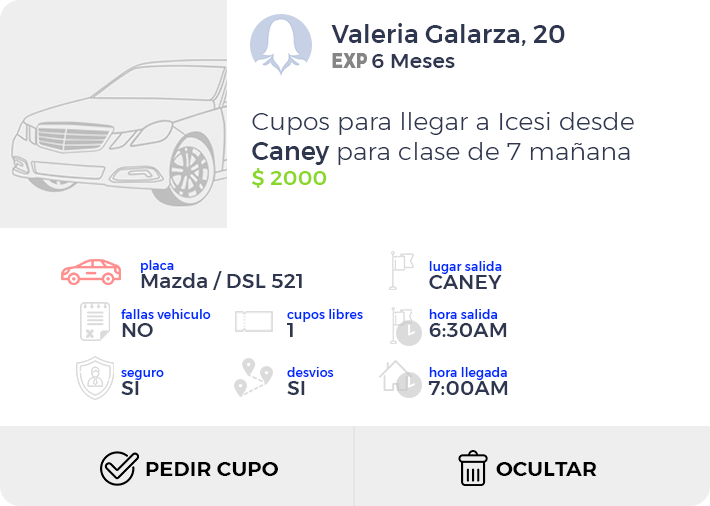 Valeria Galarza, 20
EXP 6 Meses
Cupos para llegar a Icesi desde
Caney para clase de 7 mañana
$ 2000
placa
Mazda / DSL 521
lugar salida
CANEY
fallas vehiculo
NO
cupos libres
1
hora salida
6:30AM
seguro
SI
desvios
SI
hora llegada
7:00AM
PEDIR CUPO
OCULTAR